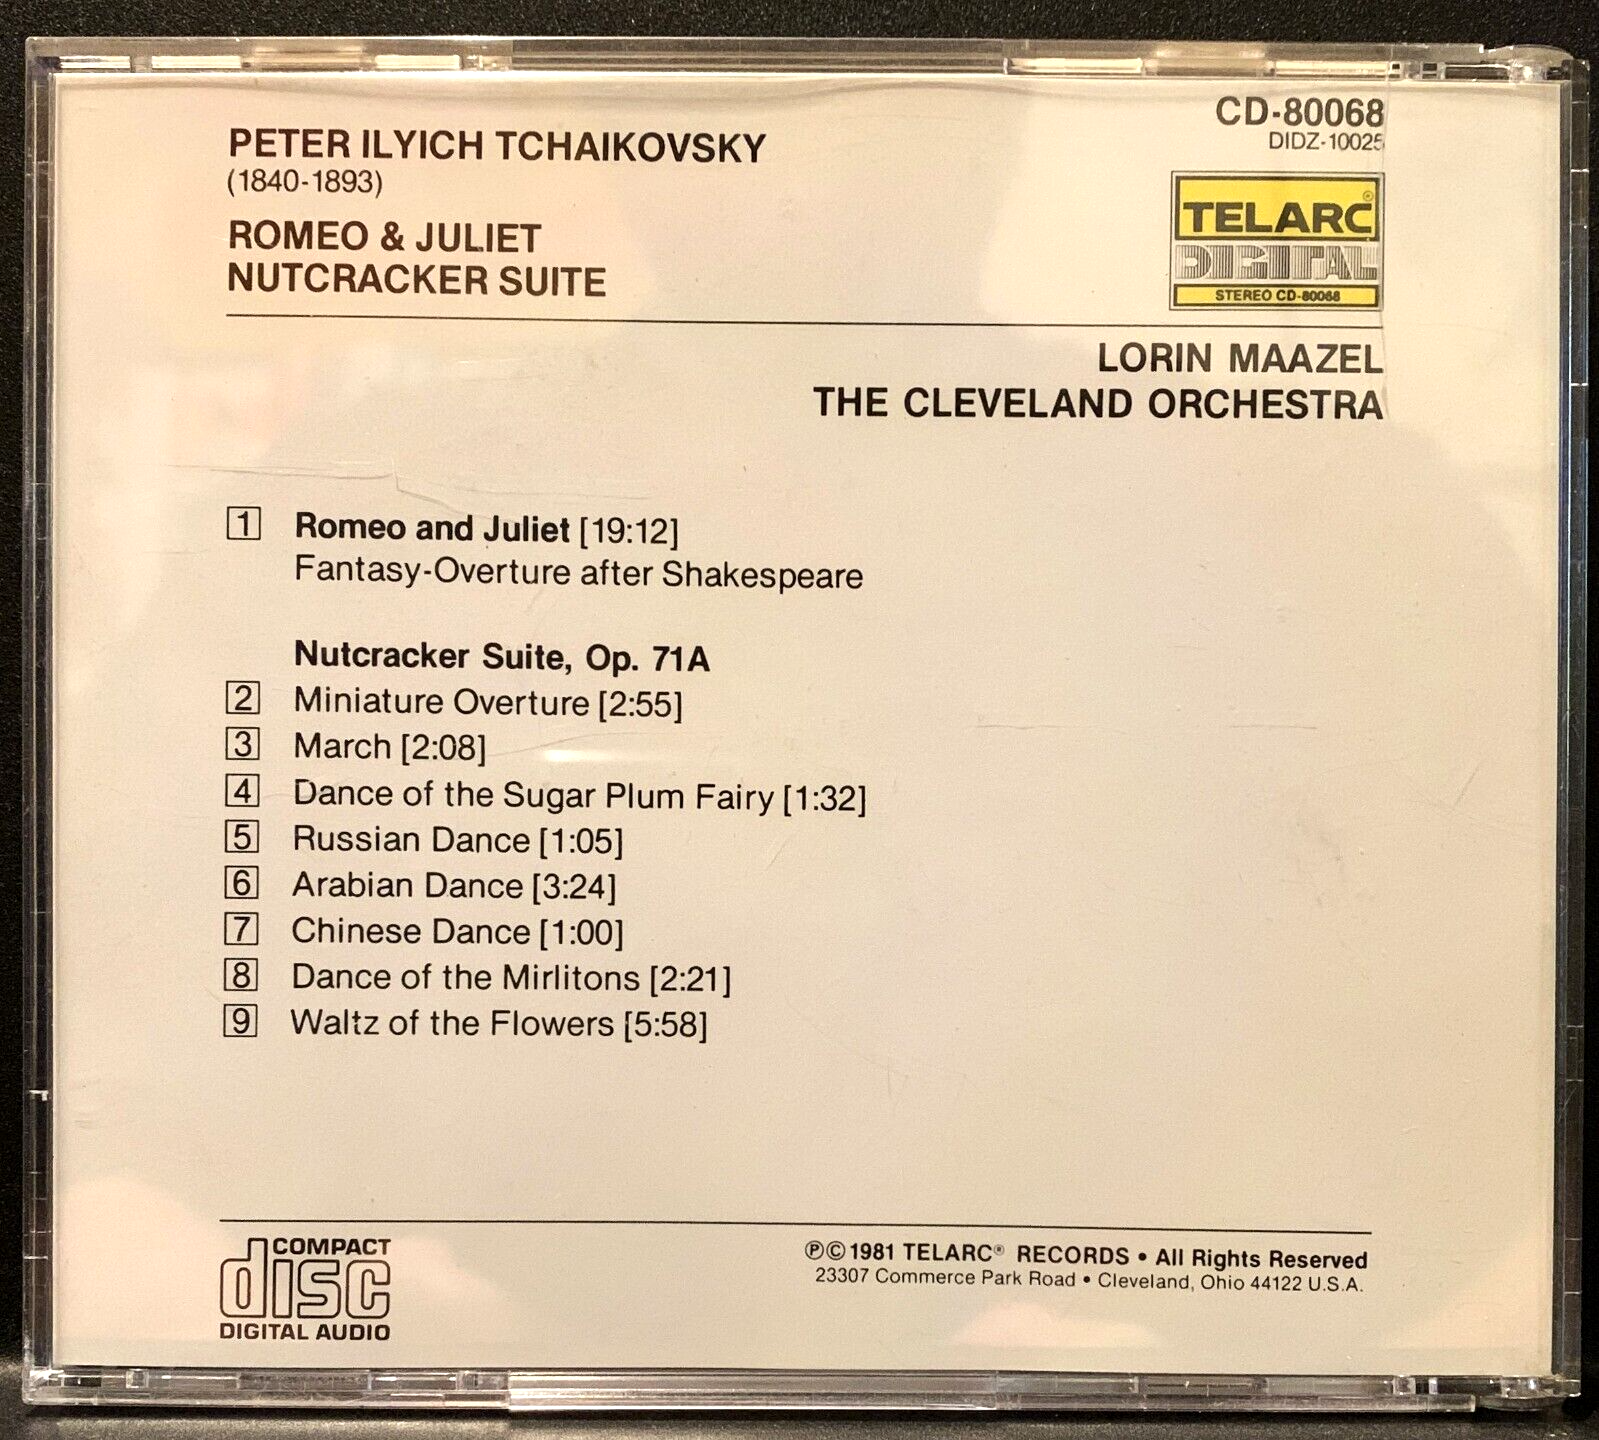 CD-80068
DIDZ-10025
PETER ILYICH TCHAIKOVSKY
(1840-1893)
ROMEO & JULIET
NUTCRACKER SUITE
TELARC®
DIGITAL
STEREO CD-80068
LORIN MAAZEL
THE CLEVELAND ORCHESTRA
1 Romeo and Juliet [19:12]
Fantasy-Overture after Shakespeare
Nutcracker Suite, Op. 71A
2 Miniature Overture [2:55]
3 March [2:08]
4 Dance of the Sugar Plum Fairy [1:32]
5 Russian Dance [1:05]
6 Arabian Dance [3:24]
7 Chinese Dance [1:00]
8 Dance of the Mirlitons [2:21]
9 Waltz of the Flowers [5:58]
COMPACT
disc
DIGITAL AUDIO
℗©1981 TELARC® RECORDS • All Rights Reserved
23307 Commerce Park Road • Cleveland, Ohio 44122 U.S.A.